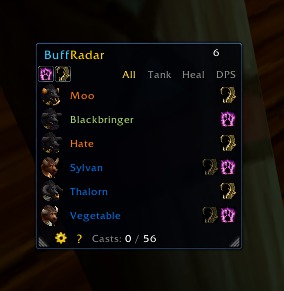 BuffRadar 6
All Tank Heal DPS
Moo
Blackbringer
Hate
Sylvan
Thalorn
Vegetable
? Casts: 0 / 56